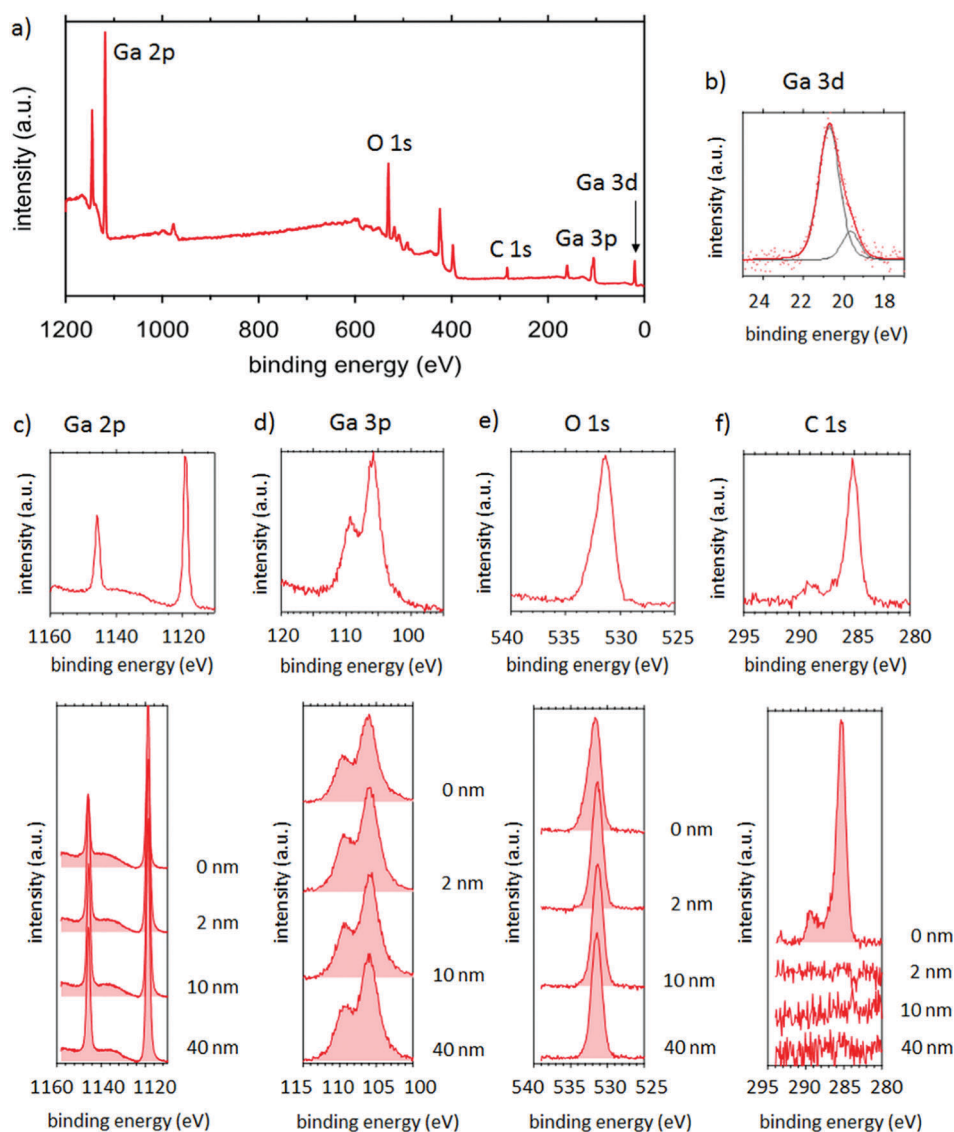 a)
Ga 2p
O 1s
C 1s
Ga 3p
Ga 3d
intensity (a.u.)
1200 1000 800 600 400 200 0
binding energy (eV)
b) Ga 3d
intensity (a.u.)
24 22 20 18
binding energy (eV)
c) Ga 2p
intensity (a.u.)
1160 1140 1120
binding energy (eV)
d) Ga 3p
intensity (a.u.)
120 110 100
binding energy (eV)
e) O 1s
intensity (a.u.)
540 535 530 525
binding energy (eV)
f) C 1s
intensity (a.u.)
295 290 285 280
binding energy (eV)
intensity (a.u.)
0 nm
2 nm
10 nm
40 nm
1160 1140 1120
binding energy (eV)
intensity (a.u.)
0 nm
2 nm
10 nm
40 nm
115 110 105 100
binding energy (eV)
intensity (a.u.)
0 nm
2 nm
10 nm
40 nm
540 535 530 525
binding energy (eV)
intensity (a.u.)
0 nm
2 nm
10 nm
40 nm
295 290 285 280
binding energy (eV)